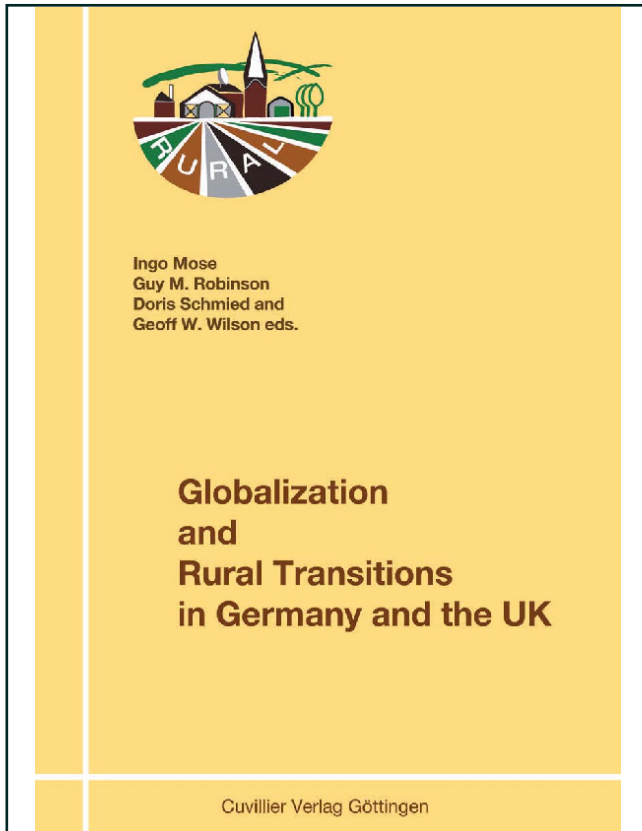 RURAL
Ingo Mose
Guy M. Robinson
Doris Schmied and
Geoff W. Wilson eds.
Globalization
and
Rural Transitions
in Germany and the UK
Cuvillier Verlag Göttingen